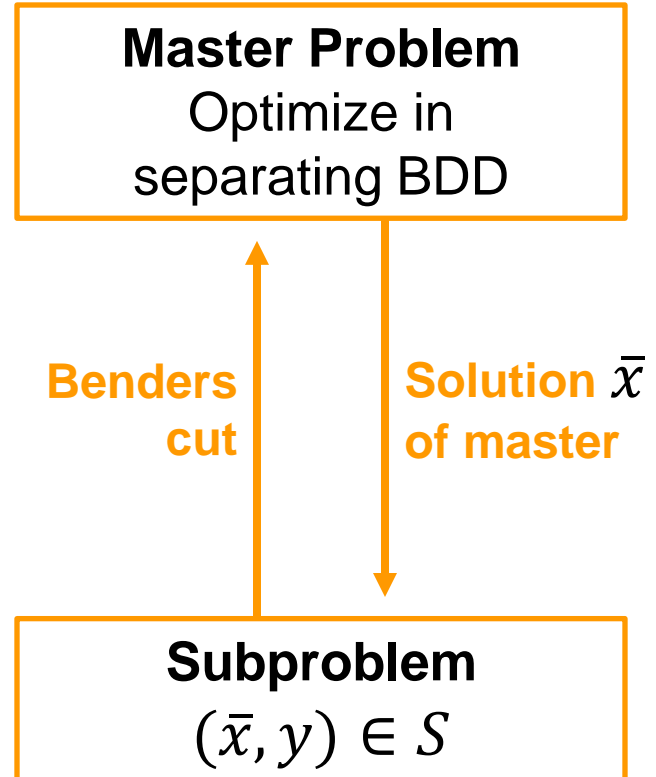 Master Problem
Optimize in
separating BDD
Benders
cut
Solution x̄
of master
Subproblem
(x̄, y) ∈ S